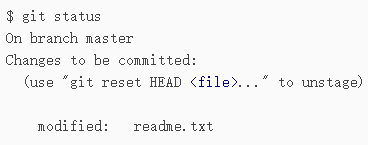 $ git status
On branch master
Changes to be committed:
  (use "git reset HEAD <file>..." to unstage)

    modified:   readme.txt